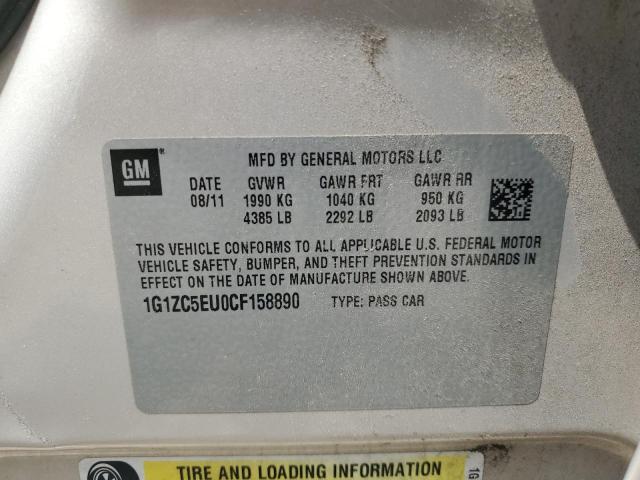 GM
MFD BY GENERAL MOTORS LLC
DATE GVWR GAWR FRT GAWR RR
08/11 1990 KG 1040 KG 950 KG
4385 LB 2292 LB 2093 LB
THIS VEHICLE CONFORMS TO ALL APPLICABLE U.S. FEDERAL MOTOR
VEHICLE SAFETY, BUMPER, AND THEFT PREVENTION STANDARDS IN
EFFECT ON THE DATE OF MANUFACTURE SHOWN ABOVE.
1G1ZC5EU0CF158890 TYPE: PASS CAR
TIRE AND LOADING INFORMATION
1G